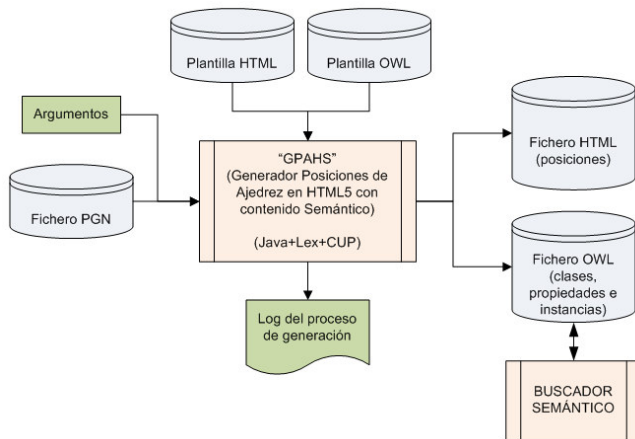 Plantilla HTML
Plantilla OWL
Argumentos
Fichero PGN
“GPAHS”
(Generador Posiciones de
Ajedrez en HTML5 con
contenido Semántico)
(Java+Lex+CUP)
Fichero HTML
(posiciones)
Fichero OWL
(clases,
propiedades e
instancias)
Log del proceso
de generación
BUSCADOR
SEMÁNTICO